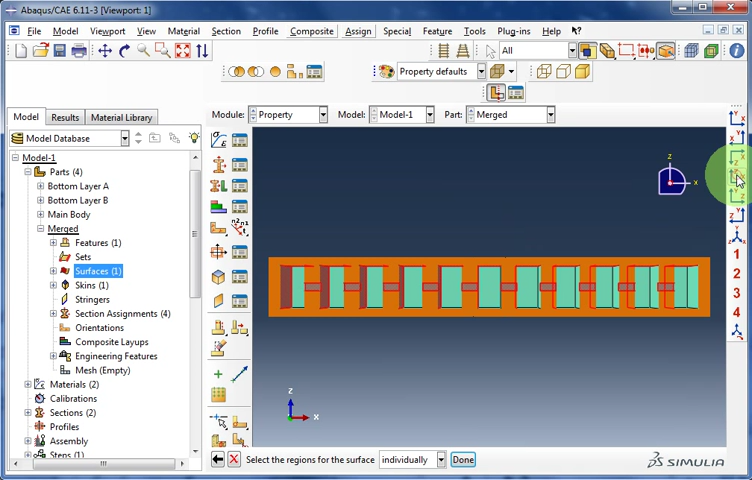 Abaqus/CAE 6.11-3 [Viewport: 1]
File Model Viewport View Material Section Profile Composite Assign Special Feature Tools Plug-ins Help
All
Property defaults
Model Results Material Library
Module: Property Model: Model-1 Part: Merged
Model Database
Model-1
Parts (4)
Bottom Layer A
Bottom Layer B
Main Body
Merged
Features (1)
Sets
Surfaces (1)
Skins (1)
Stringers
Section Assignments (4)
Orientations
Composite Layups
Engineering Features
Mesh (Empty)
Materials (2)
Calibrations
Sections (2)
Profiles
Assembly
Steps (1)
Z
X
Z
X
1
2
3
4
Select the regions for the surface individually Done
SIMULIA